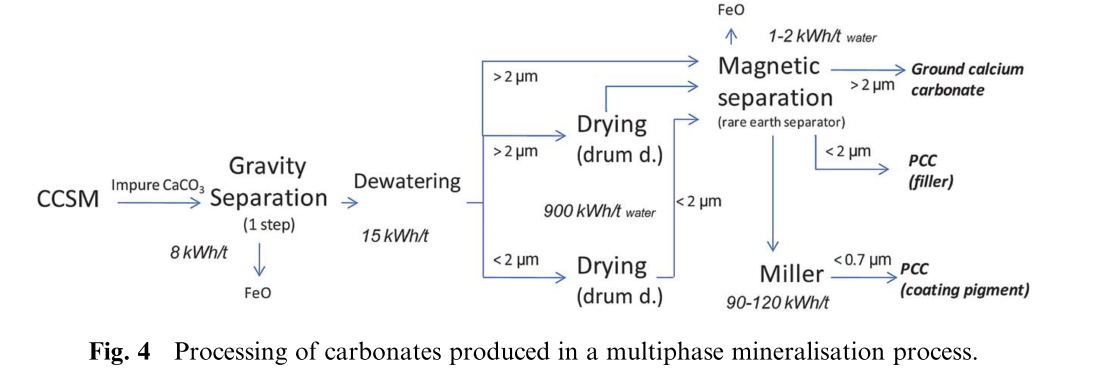 FeO
1-2 kWh/t water
Magnetic
separation
(rare earth separator)
> 2 µm
Ground calcium
carbonate
> 2 µm
Drying
(drum d.)
> 2 µm
< 2 µm
PCC
(filler)
Gravity
Separation
(1 step)
CCSM
Impure CaCO3
Dewatering
8 kWh/t
15 kWh/t
900 kWh/t water
< 2 µm
FeO
< 2 µm
Drying
(drum d.)
Miller
90-120 kWh/t
< 0.7 µm
PCC
(coating pigment)
Fig. 4 Processing of carbonates produced in a multiphase mineralisation process.